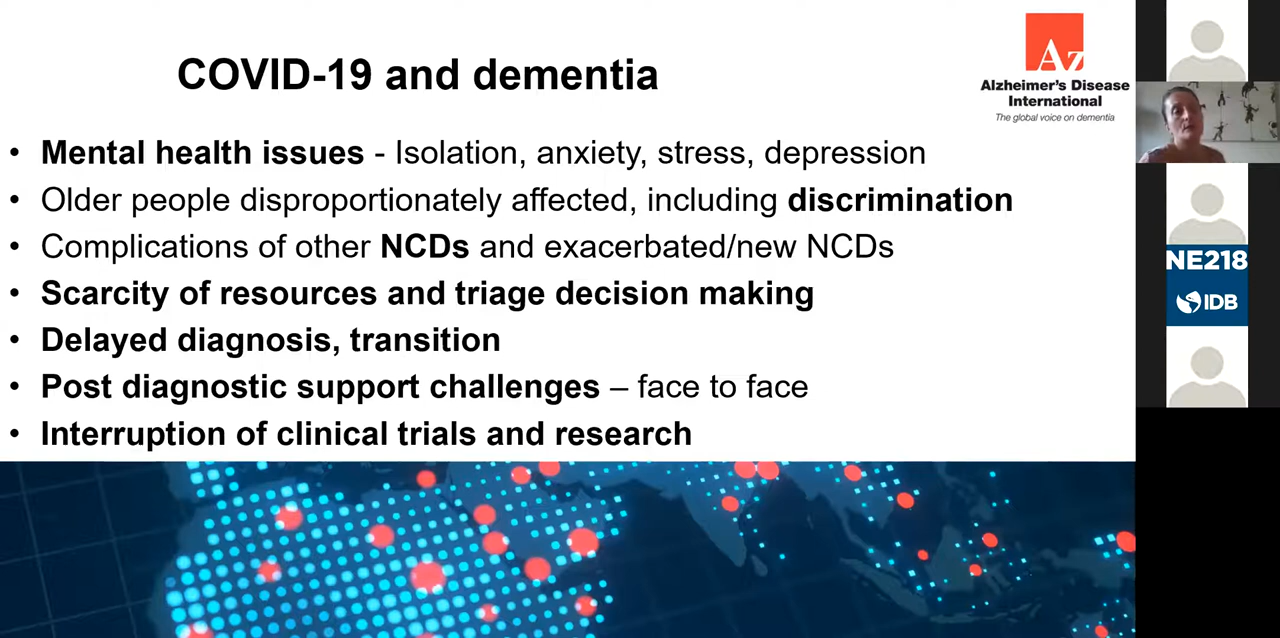 COVID-19 and dementia
Az
Alzheimer's Disease
International
The global voice on dementia
• Mental health issues - Isolation, anxiety, stress, depression
• Older people disproportionately affected, including discrimination
• Complications of other NCDs and exacerbated/new NCDs
• Scarcity of resources and triage decision making
• Delayed diagnosis, transition
• Post diagnostic support challenges – face to face
• Interruption of clinical trials and research
NE218
IDB